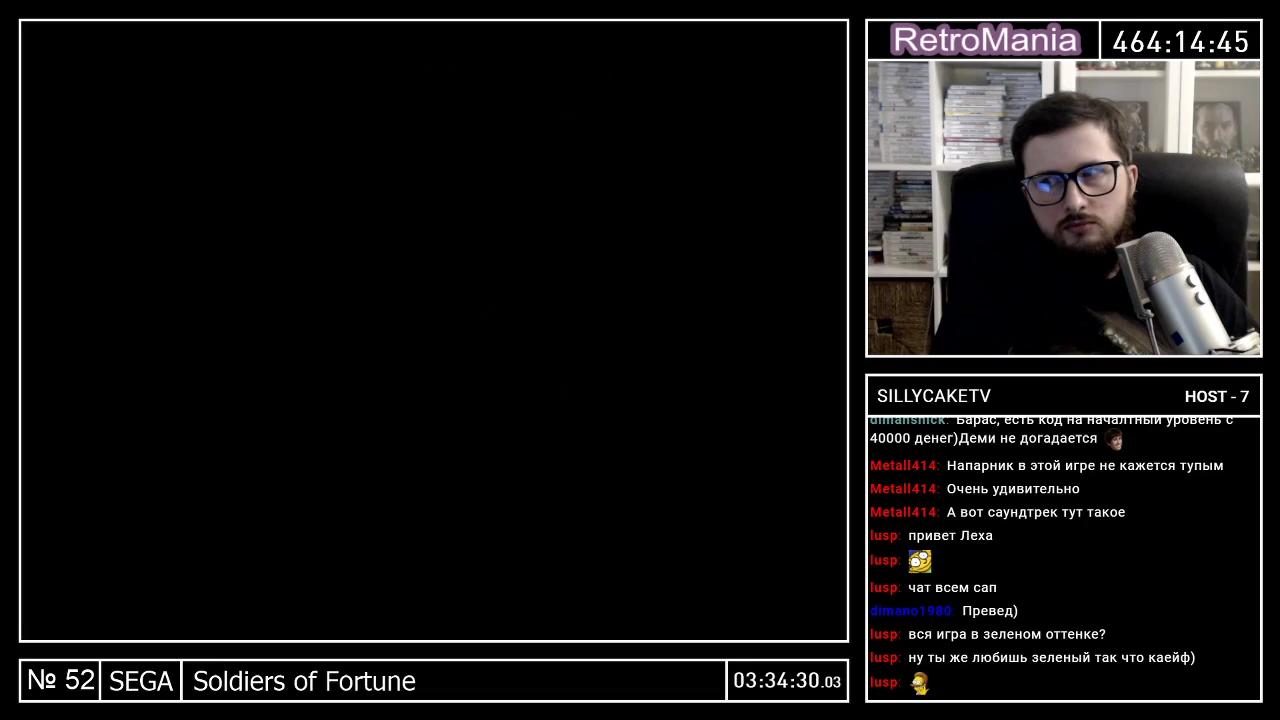 RetroMania
464:14:45
SILLYCAKETV
HOST - 7
dimanshick: Барас, есть код на началтный уровень с
40000 денег)Деми не догадается
Metall414: Напарник в этой игре не кажется тупым
Metall414: Очень удивительно
Metall414: А вот саундтрек тут такое
lusp: привет Леха
lusp:
lusp: чат всем сап
dimano1980: Превед)
lusp: вся игра в зеленом оттенке?
lusp: ну ты же любишь зеленый так что каейф)
lusp:
№ 52
SEGA
Soldiers of Fortune
03:34:30.03